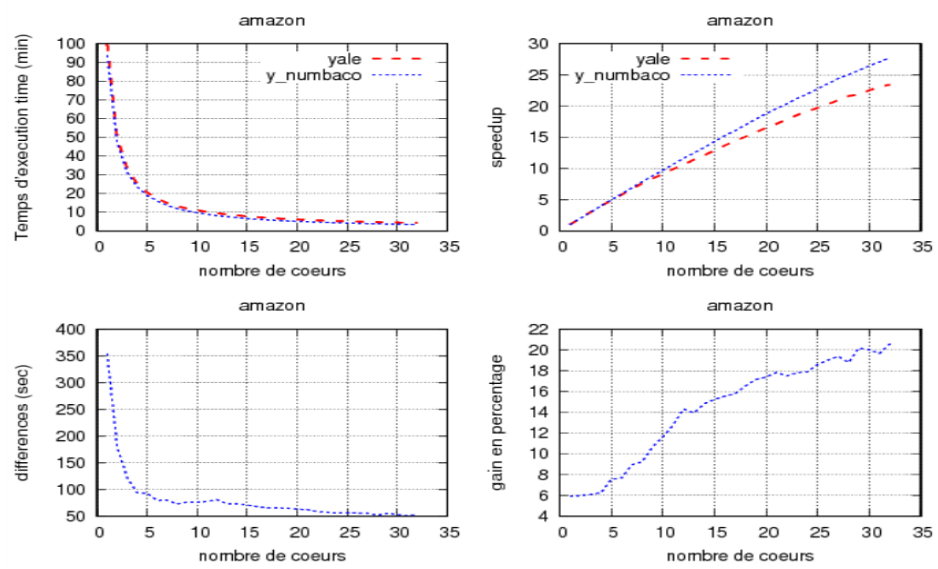 amazon
Temps d'execution time (min)
100
90
80
70
60
50
40
30
20
10
0
yale
y_numbaco
0 5 10 15 20 25 30 35
nombre de coeurs
amazon
speedup
30
25
20
15
10
5
0
yale
y_numbaco
0 5 10 15 20 25 30 35
nombre de coeurs
amazon
differences (sec)
400
350
300
250
200
150
100
50
0 5 10 15 20 25 30 35
nombre de coeurs
amazon
gain en percentage
22
20
18
16
14
12
10
8
6
4
0 5 10 15 20 25 30 35
nombre de coeurs